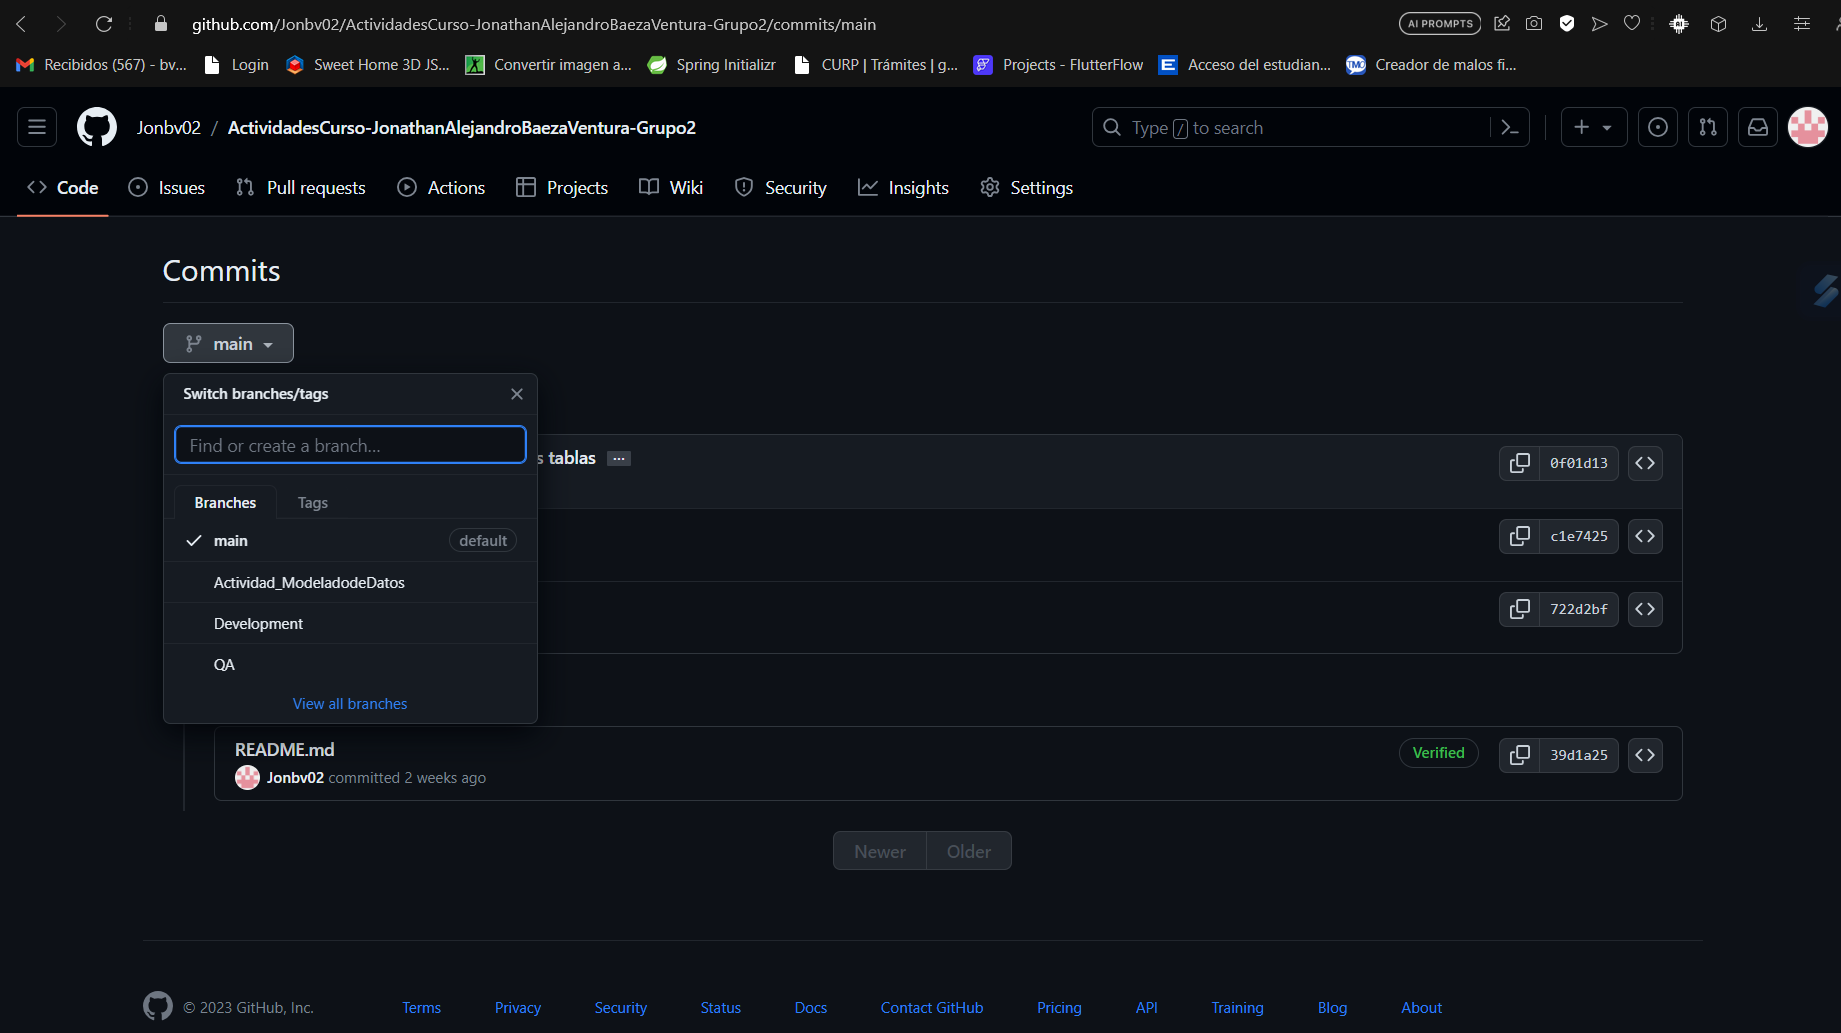 github.com/Jonbv02/ActividadesCurso-JonathanAlejandroBaezaVentura-Grupo2/commits/main
AI PROMPTS
Recibidos (567) - bv...
Login
Sweet Home 3D JS...
Convertir imagen a...
Spring Initializr
CURP | Trámites | g...
Projects - FlutterFlow
Acceso del estudian...
Creador de malos fi...
Jonbv02 / ActividadesCurso-JonathanAlejandroBaezaVentura-Grupo2
Type / to search
Code
Issues
Pull requests
Actions
Projects
Wiki
Security
Insights
Settings
Commits
main
Switch branches/tags
Find or create a branch...
s tablas ...
0f01d13
Branches
Tags
c1e7425
main
default
Actividad_ModeladodeDatos
722d2bf
Development
QA
View all branches
README.md
Jonbv02 committed 2 weeks ago
Verified
39d1a25
Newer
Older
© 2023 GitHub, Inc.
Terms
Privacy
Security
Status
Docs
Contact GitHub
Pricing
API
Training
Blog
About